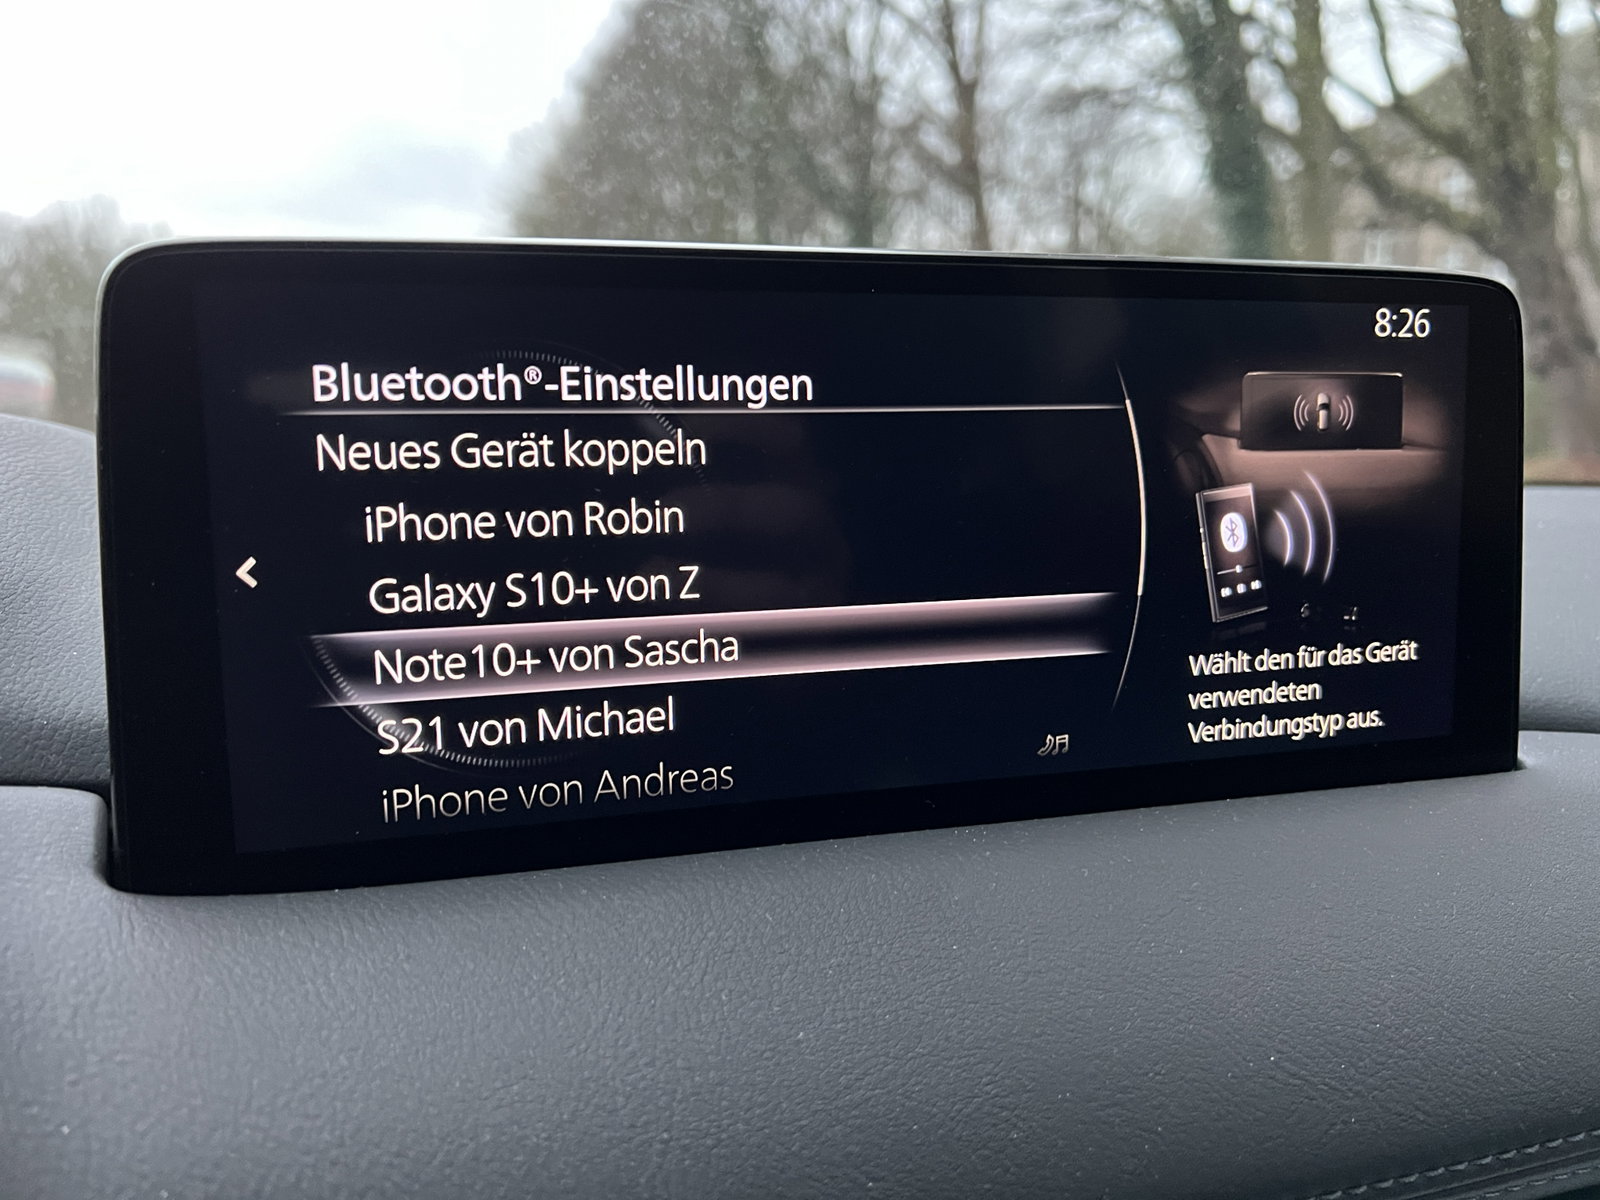 8:26
Bluetooth®-Einstellungen
Neues Gerät koppeln
iPhone von Robin
Galaxy S10+ von Z
Note10+ von Sascha
S21 von Michael
iPhone von Andreas
Wählt den für das Gerät
verwendeten
Verbindungstyp aus.